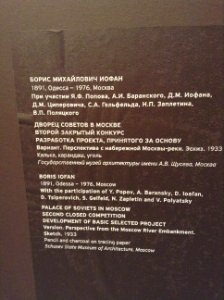 БОРИС МИХАЙЛОВИЧ ИОФАН
1891, Одесса – 1976, Москва
При участии Я.Ф. Попова, А.И. Баранского, Д.М. Иофана,
Д.М. Циперовича, С.А. Гельфельда, Н.П. Заплетина,
В.П. Поляцкого
ДВОРЕЦ СОВЕТОВ В МОСКВЕ
ВТОРОЙ ЗАКРЫТЫЙ КОНКУРС
РАЗРАБОТКА ПРОЕКТА, ПРИНЯТОГО ЗА ОСНОВУ
Вариант. Перспектива с набережной Москвы-реки. Эскиз. 1933
Калька, карандаш, уголь
Государственный музей архитектуры имени А.В. Щусева, Москва
BORIS IOFAN
1891, Odessa – 1976, Moscow
With the participation of Y. Popov, A. Baransky, D. Iofan,
D. Tsiperovich, S. Gelfeld, N. Zapletin and V. Polyatsky
PALACE OF SOVIETS IN MOSCOW
SECOND CLOSED COMPETITION
DEVELOPMENT OF BASIC SELECTED PROJECT
Version. Perspective from the Moscow River Embankment.
Sketch. 1933
Pencil and charcoal on tracing paper
Schusev State Museum of Architecture, Moscow